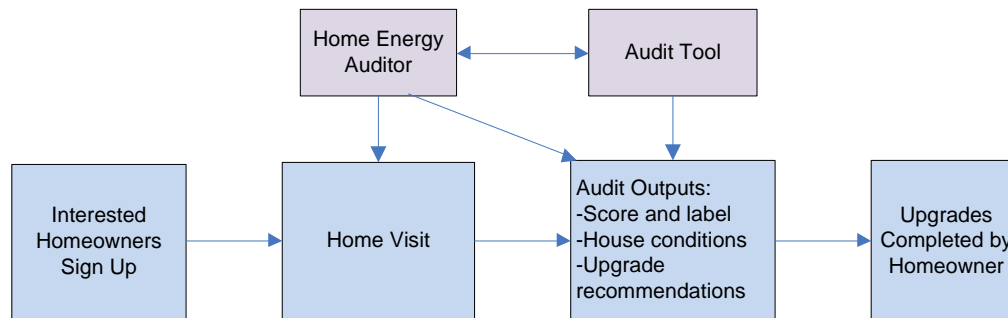 Home Energy
Auditor
Audit Tool
Interested
Homeowners
Sign Up
Home Visit
Audit Outputs:
-Score and label
-House conditions
-Upgrade
recommendations
Upgrades
Completed by
Homeowner